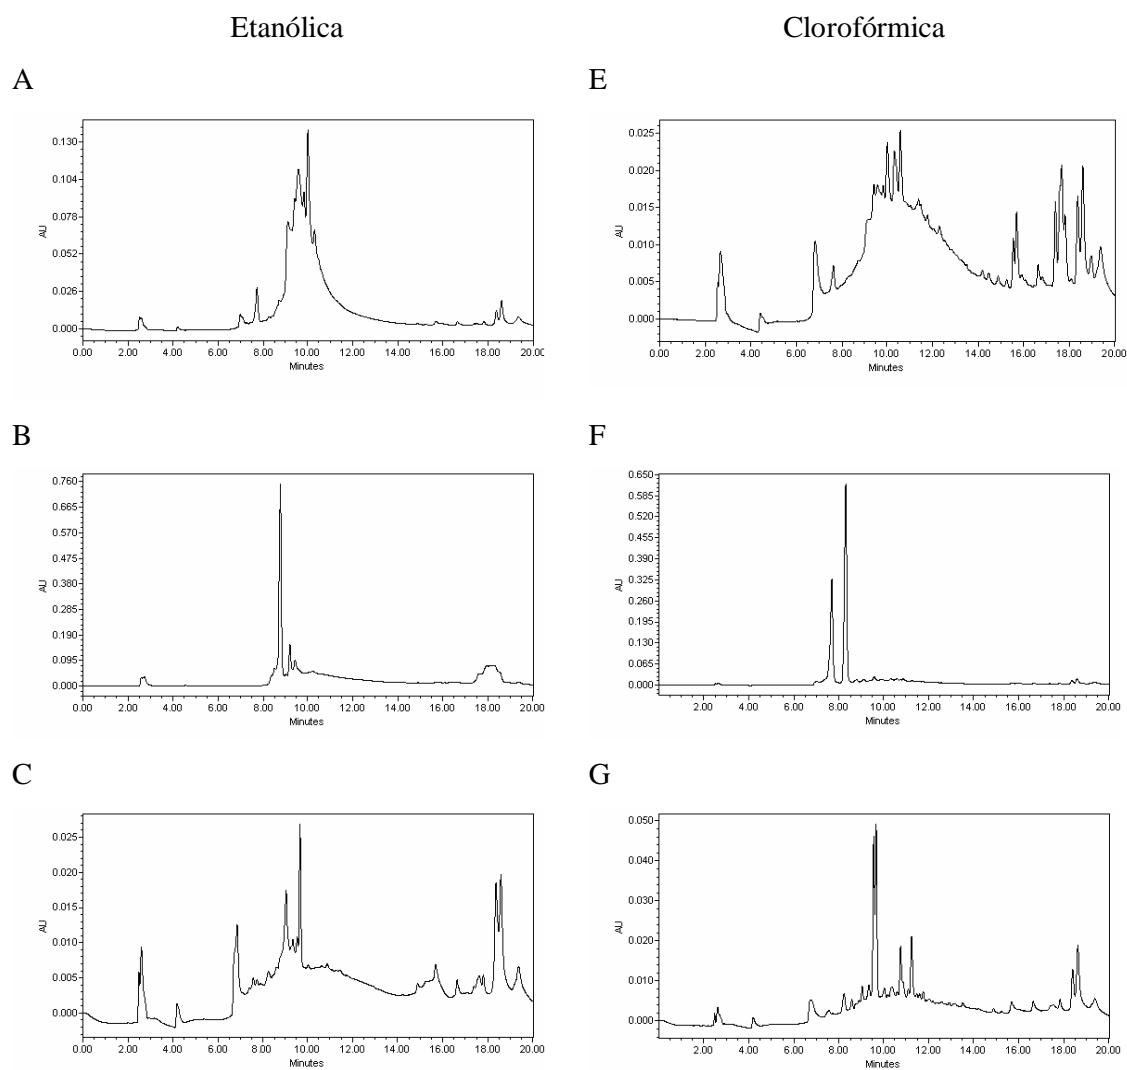 Etanólica
Clorofórmica
A
0.130
0.104
0.078
0.052
0.026
0.000
AU
0.00 2.00 4.00 6.00 8.00 10.00 12.00 14.00 16.00 18.00 20.00
Minutes
E
0.025
0.020
0.015
0.010
0.005
0.000
AU
0.00 2.00 4.00 6.00 8.00 10.00 12.00 14.00 16.00 18.00 20.00
Minutes
B
0.760
0.665
0.570
0.475
0.380
0.285
0.190
0.095
0.000
AU
0.00 2.00 4.00 6.00 8.00 10.00 12.00 14.00 16.00 18.00 20.00
Minutes
F
0.650
0.585
0.520
0.455
0.390
0.325
0.260
0.195
0.130
0.065
0.000
AU
2.00 4.00 6.00 8.00 10.00 12.00 14.00 16.00 18.00 20.00
Minutes
C
0.025
0.020
0.015
0.010
0.005
0.000
AU
0.00 2.00 4.00 6.00 8.00 10.00 12.00 14.00 16.00 18.00 20.00
Minutes
G
0.050
0.040
0.030
0.020
0.010
0.000
AU
2.00 4.00 6.00 8.00 10.00 12.00 14.00 16.00 18.00 20.00
Minutes